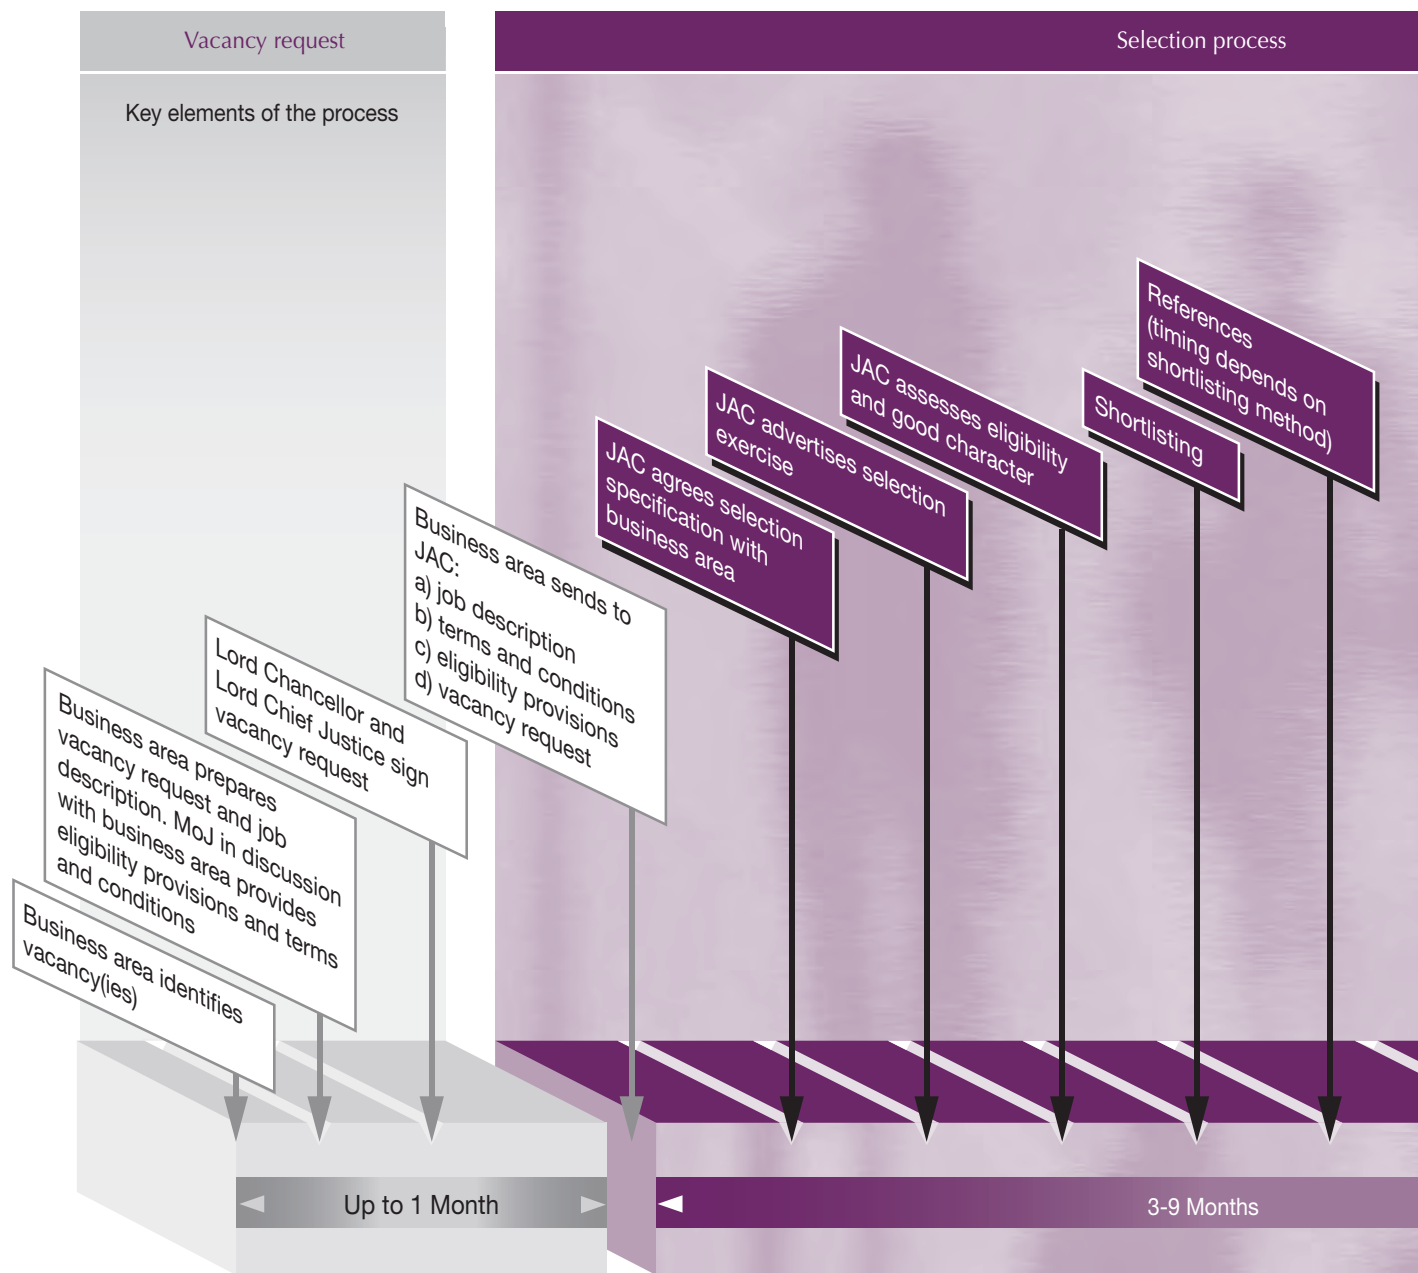 Vacancy request
Selection process
Key elements of the process
Business area identifies
vacancy(ies)
Business area prepares
vacancy request and job
description. MoJ in discussion
with business area provides
eligibility provisions and terms
and conditions
Lord Chancellor and
Lord Chief Justice sign
vacancy request
Business area sends to
JAC:
a) job description
b) terms and conditions
c) eligibility provisions
d) vacancy request
JAC agrees selection
specification with
business area
JAC advertises selection
exercise
JAC assesses eligibility
and good character
Shortlisting
References
(timing depends on
shortlisting method)
Up to 1 Month
3-9 Months